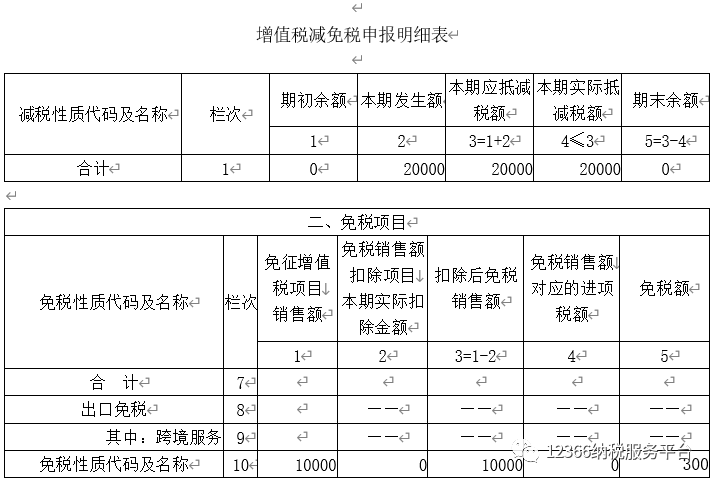 增值税减免税申报明细表
减税性质代码及名称 栏次 期初余额 本期发生额 本期应抵减税额 本期实际抵减税额 期末余额
1 2 3=1+2 4≤3 5=3-4
合计 1 0 20000 20000 20000 0
二、免税项目
免税性质代码及名称 栏次 免征增值税项目销售额 免税销售额扣除项目本期实际扣除金额 扣除后免税销售额 免税销售额对应的进项税额 免税额
1 2 3=1-2 4 5
合 计 7
出口免税 8 —— —— —— ——
其中：跨境服务 9 —— —— —— ——
免税性质代码及名称 10 10000 0 10000 0 300
12366纳税服务平台